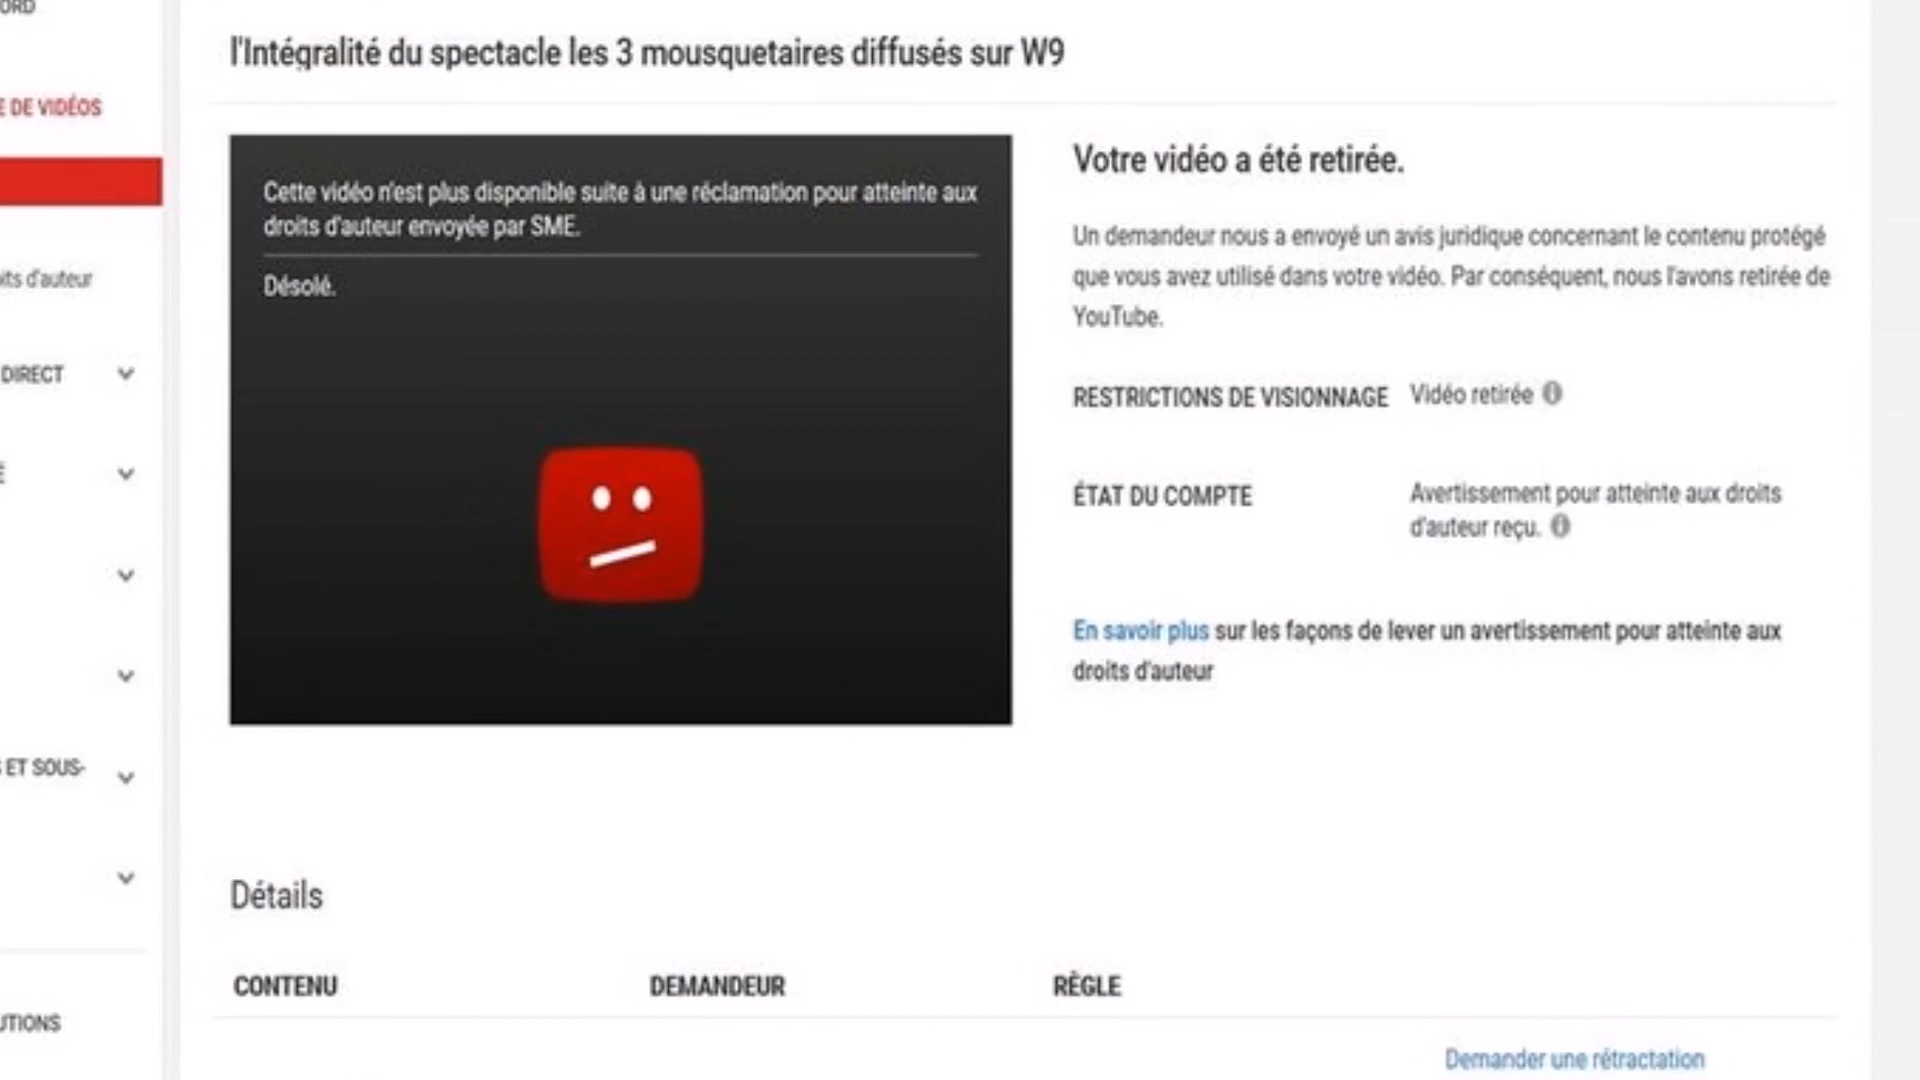 ORD
l'Intégralité du spectacle les 3 mousquetaires diffusés sur W9
E DE VIDÉOS
Cette vidéo n'est plus disponible suite à une réclamation pour atteinte aux
droits d'auteur envoyée par SME.
Désolé.
Votre vidéo a été retirée.
Un demandeur nous a envoyé un avis juridique concernant le contenu protégé
que vous avez utilisé dans votre vidéo. Par conséquent, nous l'avons retirée de
YouTube.
its d'auteur
DIRECT
RESTRICTIONS DE VISIONNAGE Vidéo retirée
É
ÉTAT DU COMPTE Avertissement pour atteinte aux droits
d'auteur reçu.
En savoir plus sur les façons de lever un avertissement pour atteinte aux
droits d'auteur
S ET SOUS-
Détails
CONTENU DEMANDEUR RÈGLE
UTIONS
Demander une rétractation